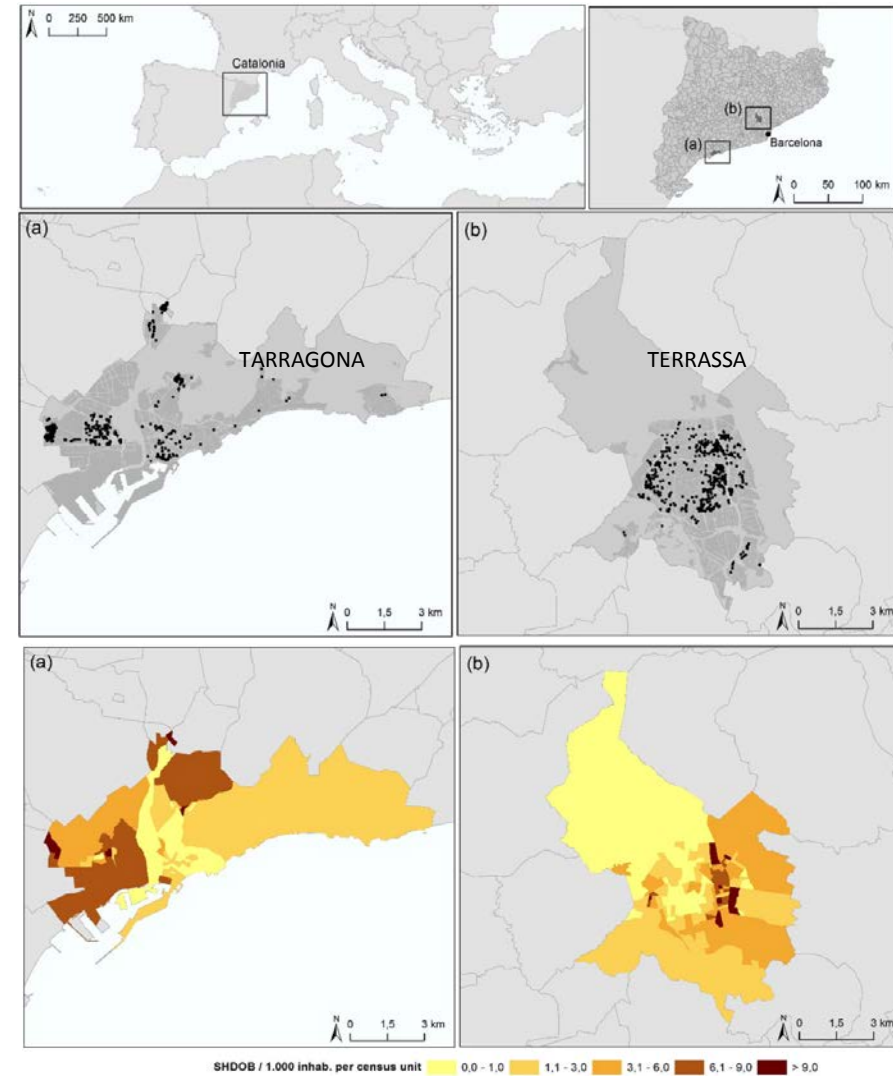 N
0 250 500 km
Catalonia
(b)
(a)
Barcelona
N
0 50 100 km
(a)
TARRAGONA
N
0 1,5 3 km
(b)
TERRASSA
N
0 1,5 3 km
(a)
N
0 1,5 3 km
(b)
N
0 1,5 3 km
SHDOB / 1.000 inhab. per census unit 0,0 - 1,0 1,1 - 3,0 3,1 - 6,0 6,1 - 9,0 > 9,0